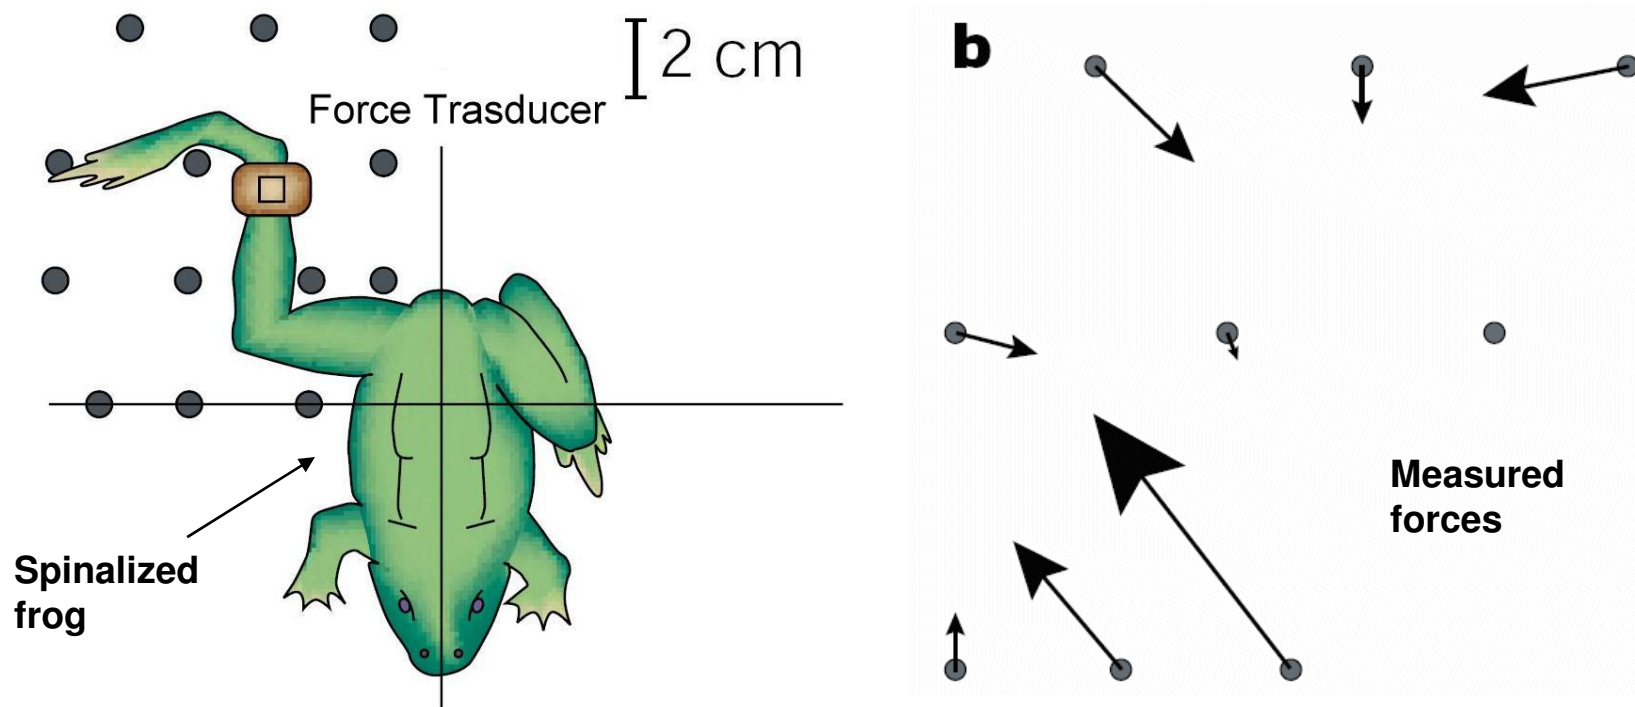 2 cm
Force Trasducer
Spinalized
frog
b
Measured
forces